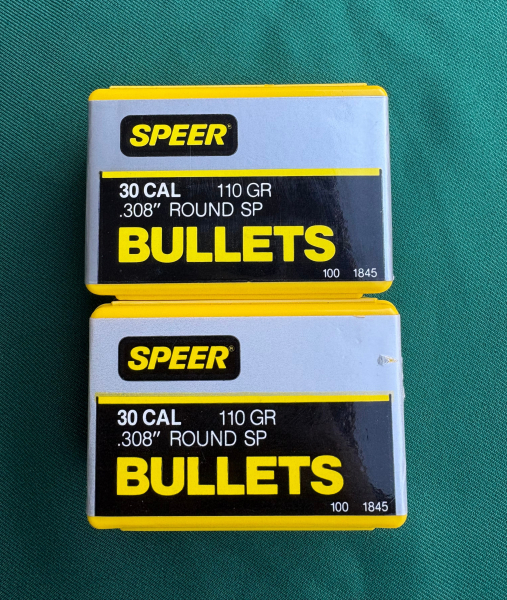 SPEER®
30 CAL 110 GR
.308" ROUND SP
BULLETS
100 1845
SPEER®
30 CAL 110 GR
.308" ROUND SP
BULLETS
100 1845